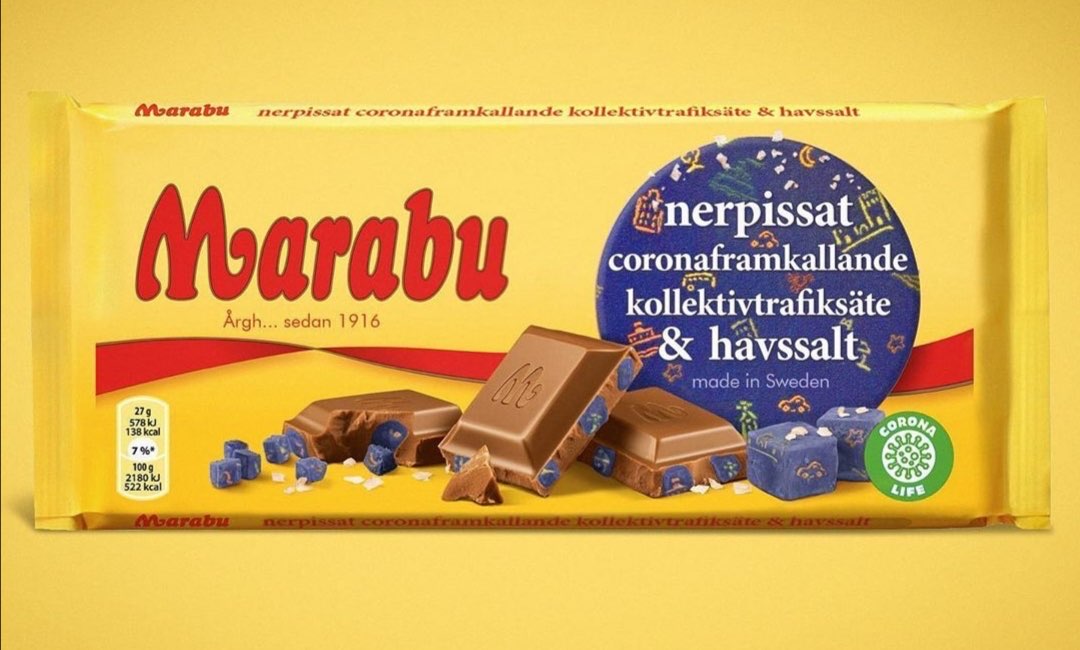 Marabu nerpissat coronaframkallande kollektivtrafiksäte & havssalt
Marabu
Årgh... sedan 1916
nerpissat
coronaframkallande
kollektivtrafiksäte
& havssalt
made in Sweden
27 g
578 kJ
138 kcal
7 %*
100 g
2180 kJ
522 kcal
CORONA
LIFE
Marabu nerpissat coronaframkallande kollektivtrafiksäte & havssalt